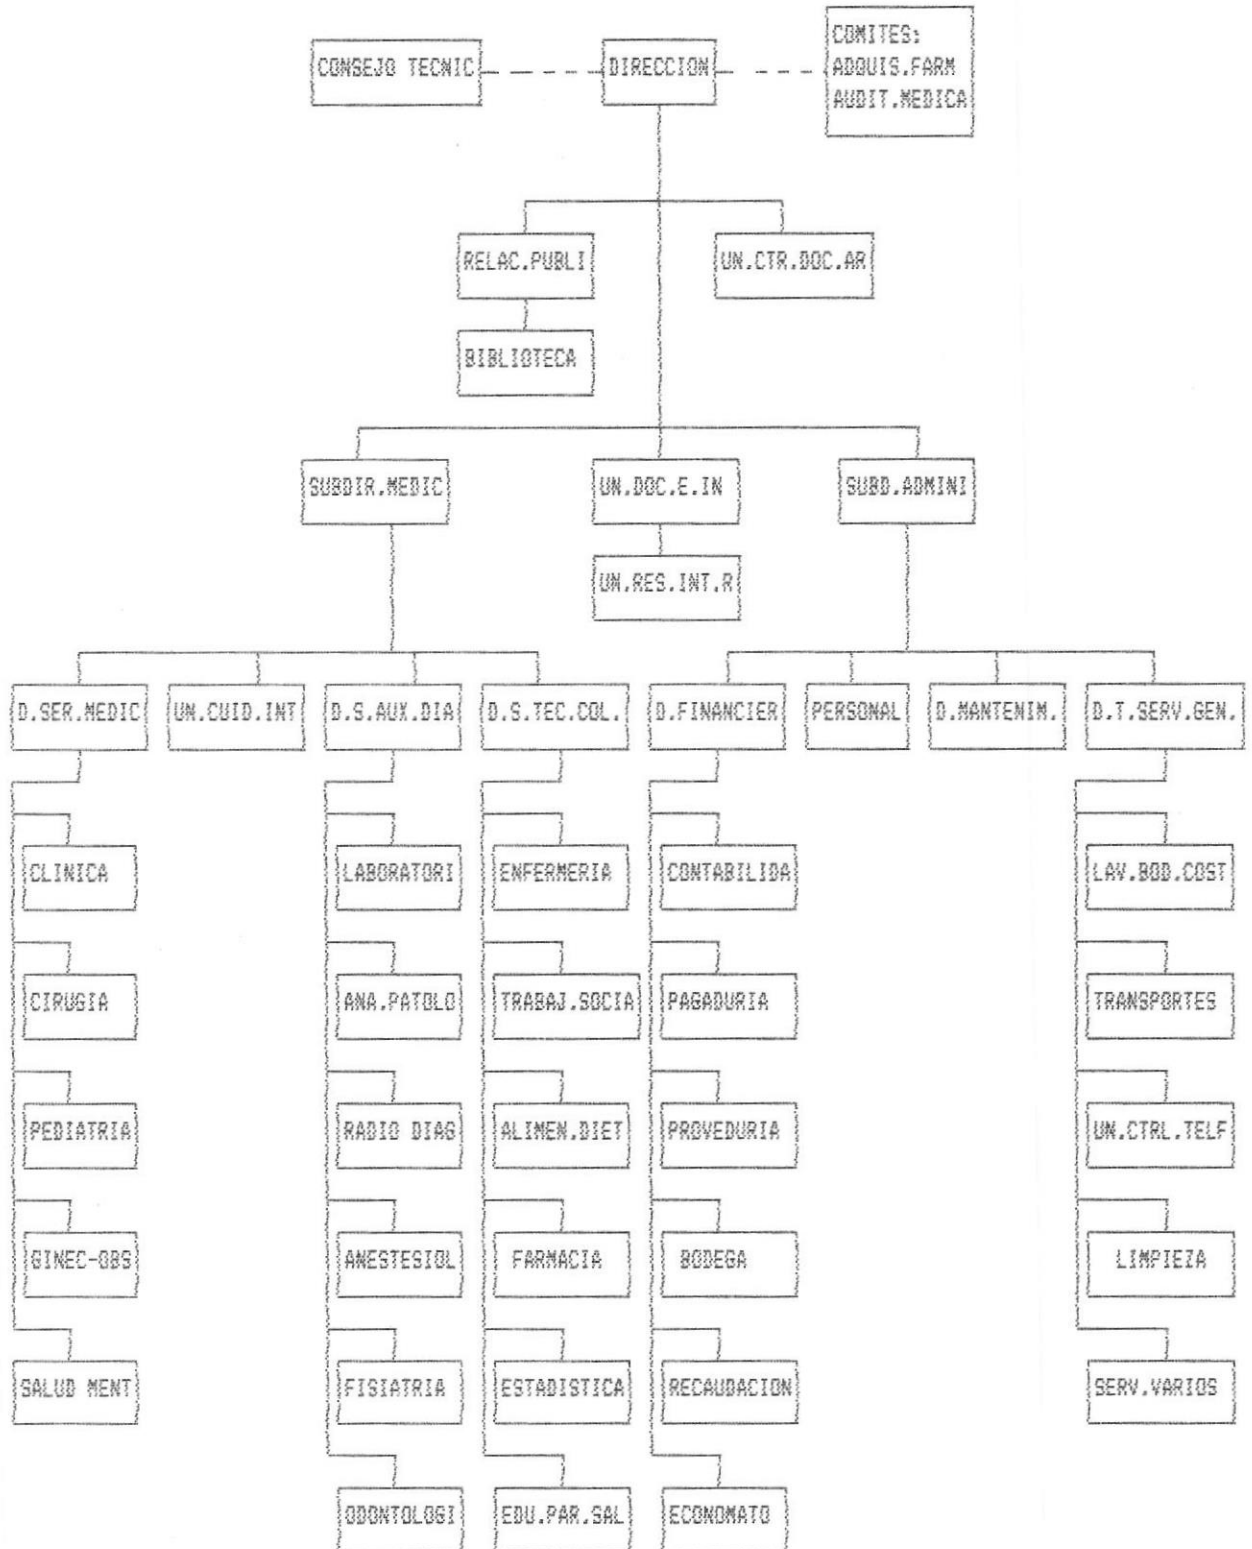 CONSEJO TECNIC
DIRECCION
COMITES:
ADQUIS.FARM
AUDIT.MEDICA
RELAC.PUBLI
UN.CTR.DOC.AR
BIBLIOTECA
SUBDIR.MEDIC
UN.DOC.E.IN
SUBD.ADMINI
UN.RES.INT.R
D.SER.MEDIC
UN.CUID.INT
D.S.AUX.DIA
D.S.TEC.COL.
D.FINANCIER
PERSONAL
D.MANTENIM.
D.T.SERV.GEN.
CLINICA
LABORATORI
ENFERMERIA
CONTABILIDA
LAV.BOD.COST
CIRUGIA
ANA.PATOLO
TRABAJ.SOCIA
PAGADURIA
TRANSPORTES
PEDIATRIA
RADIO DIAG
ALIMEN.DIET
PROVEDURIA
UN.CTRL.TELF
GINEC-OBS
ANESTESIOL
FARMACIA
BODEGA
LIMPIEZA
SALUD MENT
FISIATRIA
ESTADISTICA
RECAUDACION
SERV.VARIOS
ODONTOLOGI
EDU.PAR.SAL
ECONOMATO